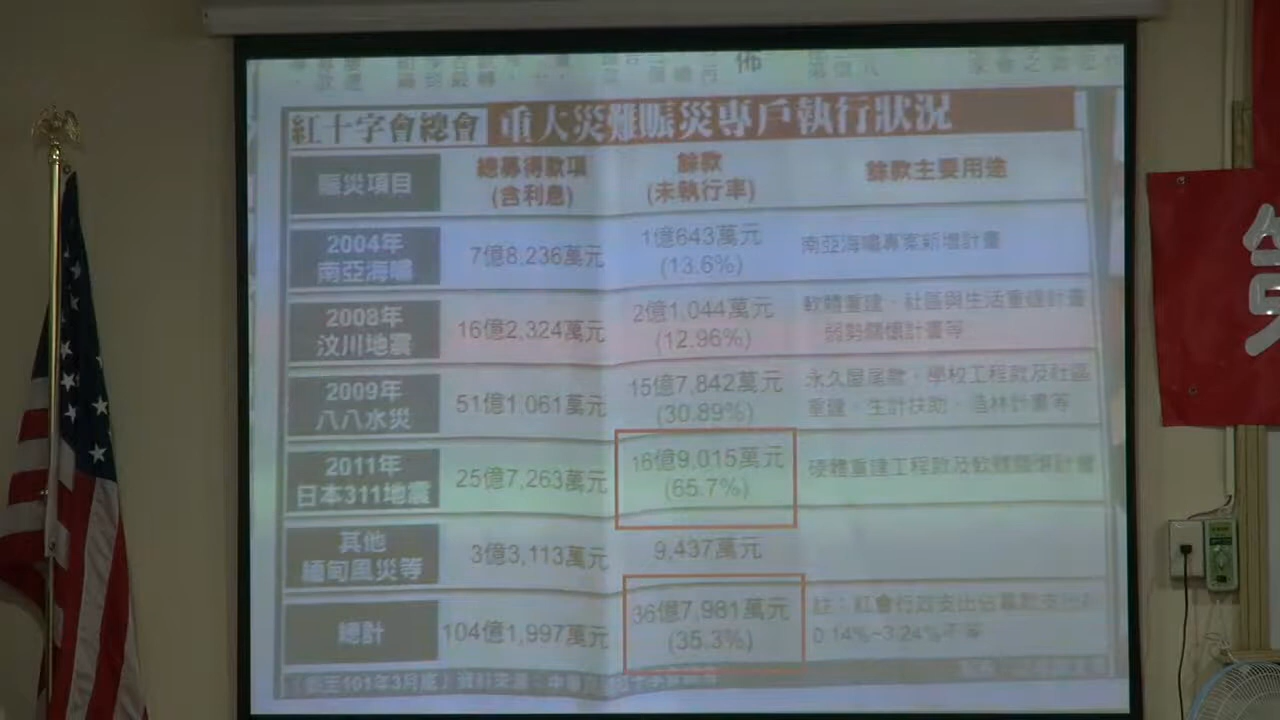 紅十字會總會 重大災難賑災專戶執行狀況
賑災項目
總募得款項
(含利息)
餘款
(未執行率)
餘款主要用途
2004年
南亞海嘯
7億8,236萬元
1億643萬元
(13.6%)
南亞海嘯專案新增計畫
2008年
汶川地震
16億2,324萬元
2億1,044萬元
(12.96%)
軟體重建、社區與生活重建計畫
弱勢關懷計畫等
2009年
八八水災
51億1,061萬元
15億7,842萬元
(30.89%)
永久屋尾款、學校工程款及社區
重建、生計扶助、造林計畫等
2011年
日本311地震
25億7,263萬元
16億9,015萬元
(65.7%)
硬體重建工程款及軟體關懷計畫
其他
緬甸風災等
3億3,113萬元
9,437萬元
總計
104億1,997萬元
36億7,981萬元
(35.3%)
註：紅會行政支出佔募款支出
0.14%~3.24%不等